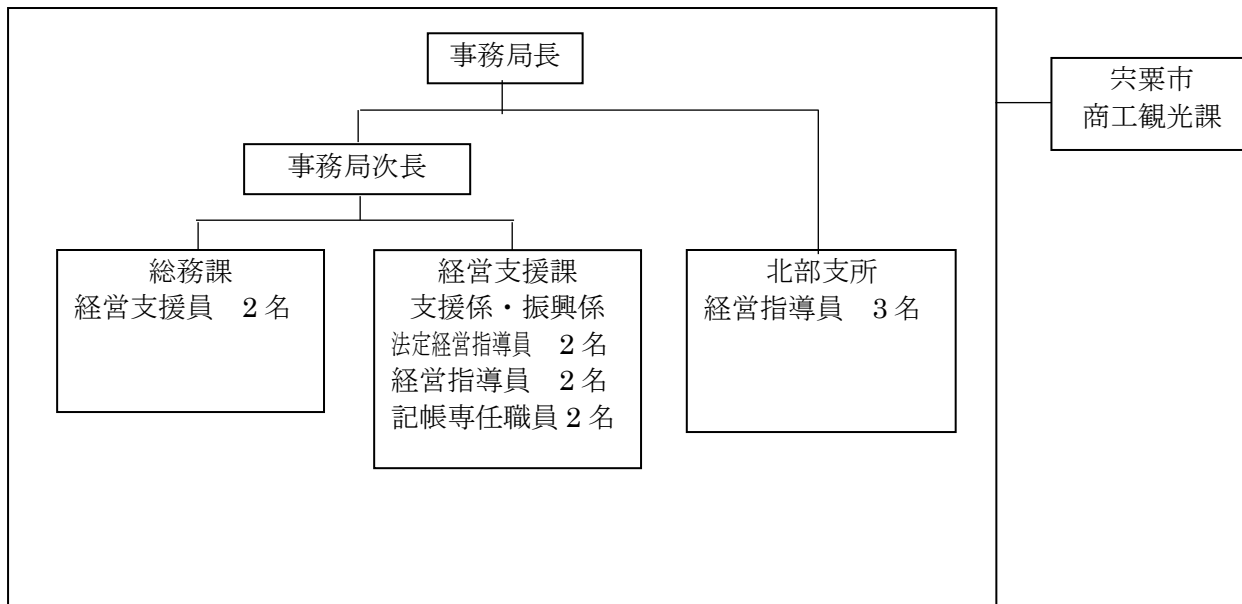 事務局長
宍粟市
商工観光課
事務局次長
総務課
経営支援員　2名
経営支援課
支援係・振興係
法定経営指導員　2名
経営指導員　2名
記帳専任職員 2名
北部支所
経営指導員　3名